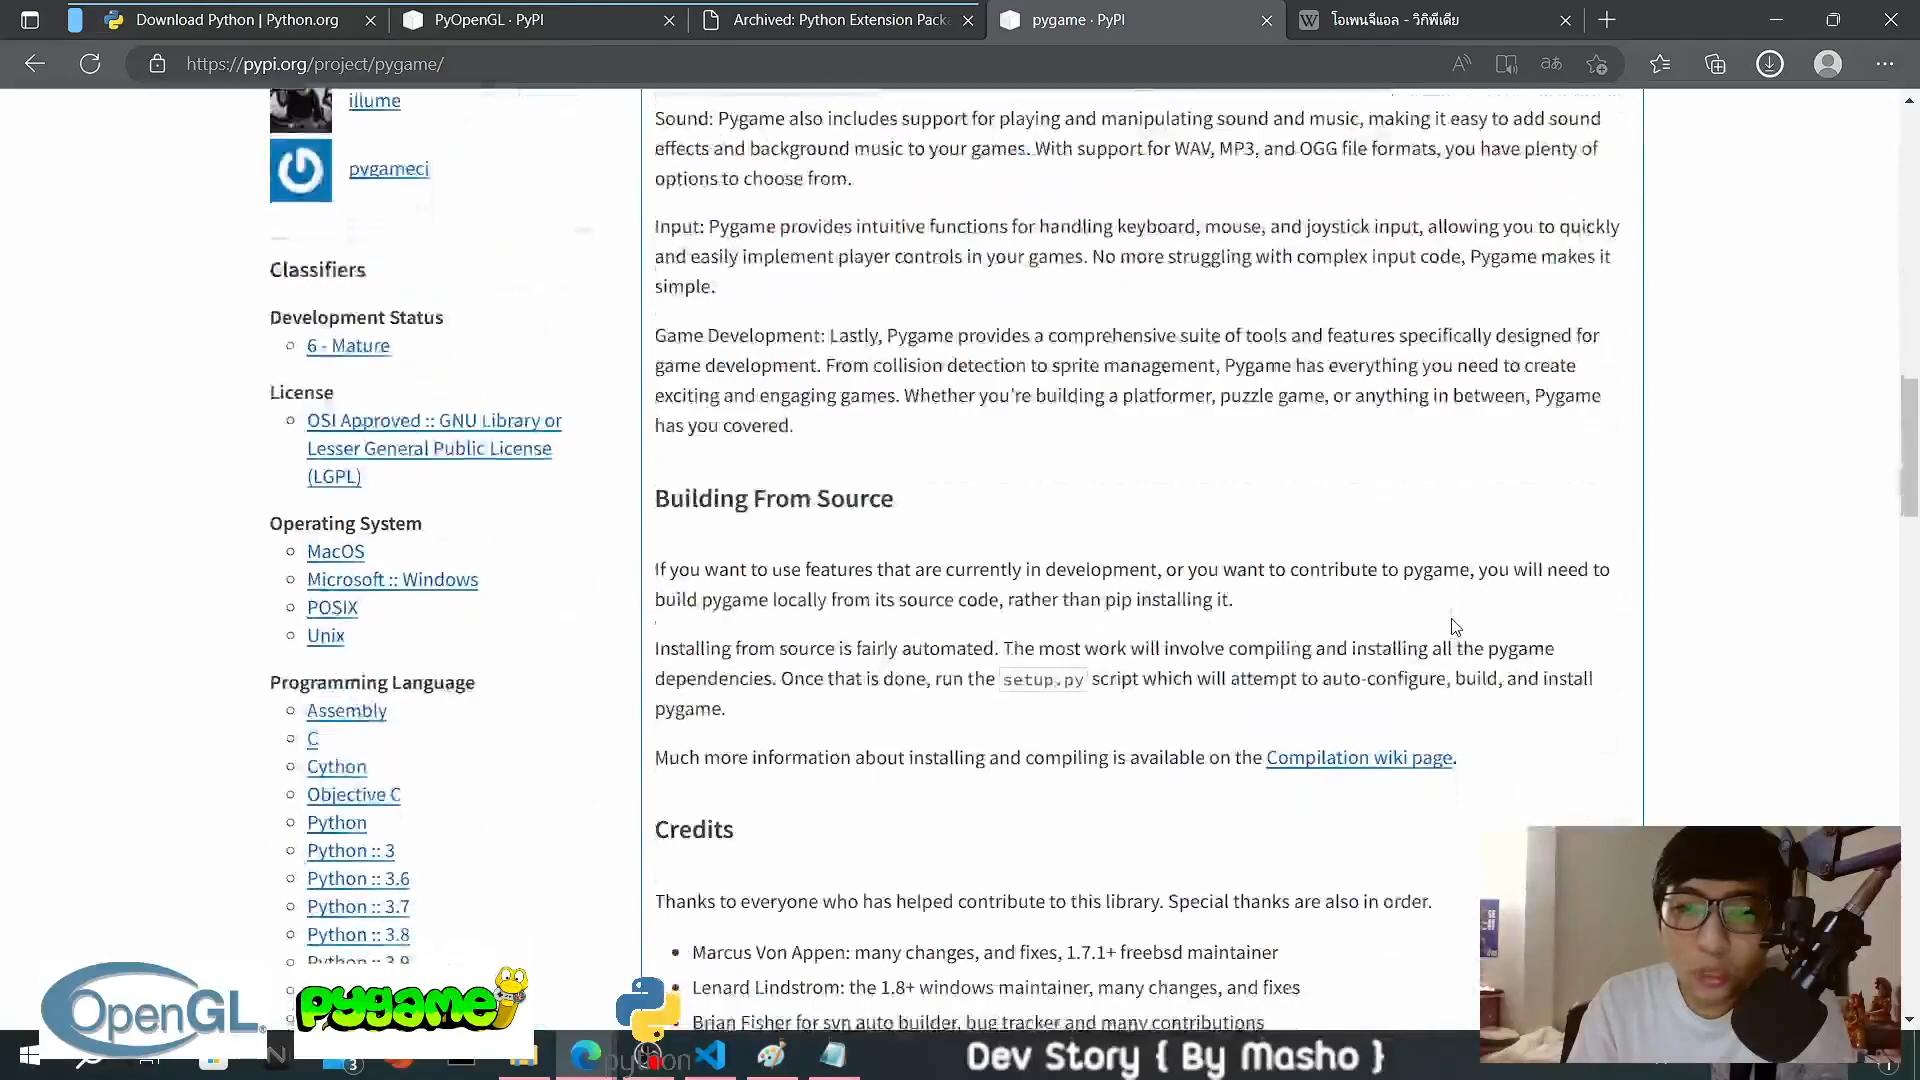 Download Python | Python.org
PyOpenGL · PyPI
Archived: Python Extension Packa
pygame · PyPI
W
โอเพนจีแอล - วิกิพีเดีย
https://pypi.org/project/pygame/
illume
pygameci
Classifiers
Development Status
6 - Mature
License
OSI Approved :: GNU Library or
Lesser General Public License
(LGPL)
Operating System
MacOS
Microsoft :: Windows
POSIX
Unix
Programming Language
Assembly
C
Cython
Objective C
Python
Python :: 3
Python :: 3.6
Python :: 3.7
Python :: 3.8
Python :: 3.9
Sound: Pygame also includes support for playing and manipulating sound and music, making it easy to add sound
effects and background music to your games. With support for WAV, MP3, and OGG file formats, you have plenty of
options to choose from.
Input: Pygame provides intuitive functions for handling keyboard, mouse, and joystick input, allowing you to quickly
and easily implement player controls in your games. No more struggling with complex input code, Pygame makes it
simple.
Game Development: Lastly, Pygame provides a comprehensive suite of tools and features specifically designed for
game development. From collision detection to sprite management, Pygame has everything you need to create
exciting and engaging games. Whether you're building a platformer, puzzle game, or anything in between, Pygame
has you covered.
Building From Source
If you want to use features that are currently in development, or you want to contribute to pygame, you will need to
build pygame locally from its source code, rather than pip installing it.
Installing from source is fairly automated. The most work will involve compiling and installing all the pygame
dependencies. Once that is done, run the setup.py script which will attempt to auto-configure, build, and install
pygame.
Much more information about installing and compiling is available on the Compilation wiki page.
Credits
Thanks to everyone who has helped contribute to this library. Special thanks are also in order.
Marcus Von Appen: many changes, and fixes, 1.7.1+ freebsd maintainer
Lenard Lindstrom: the 1.8+ windows maintainer, many changes, and fixes
Brian Fisher for svn auto builder, bug tracker and many contributions
OpenGL
pygame
python
3
Dev Story { By Masho }